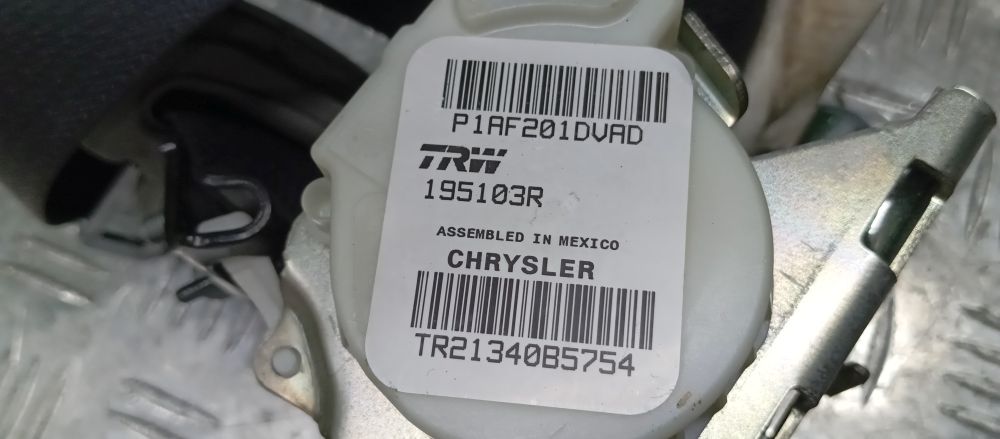 P1AF201DVAD
TRW
195103R
ASSEMBLED IN MEXICO
CHRYSLER
TR21340B5754